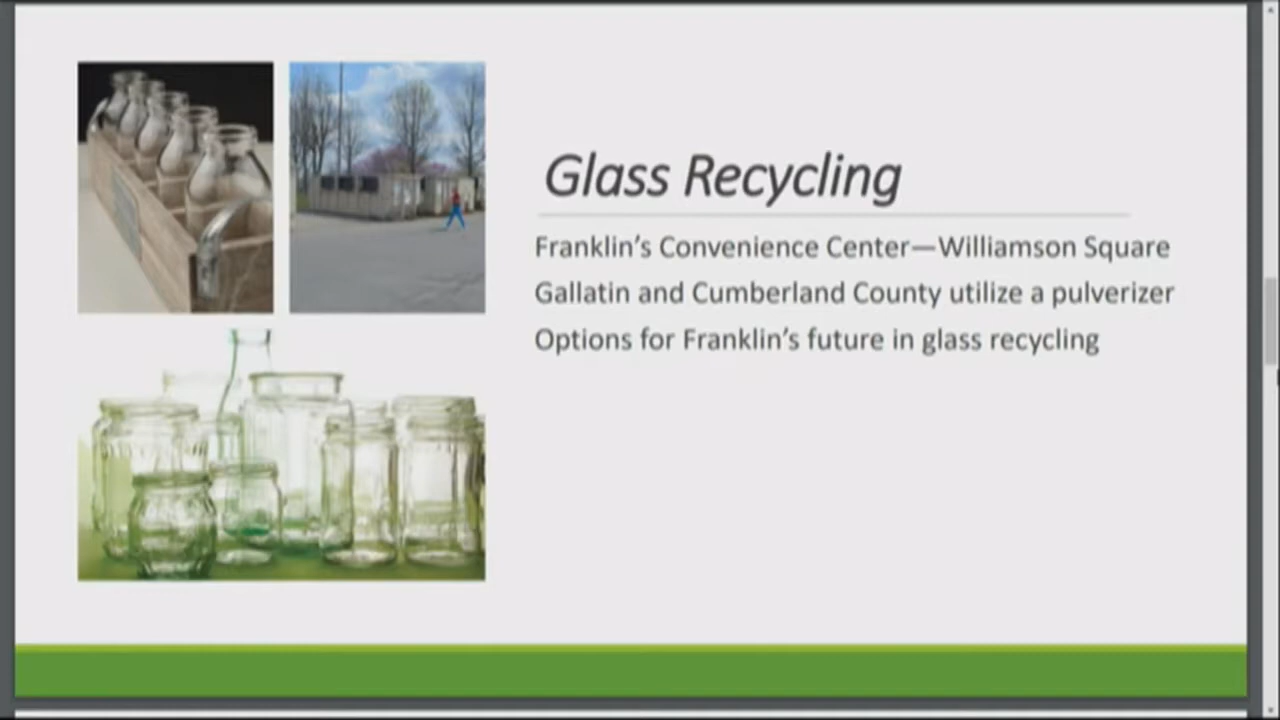 Glass Recycling
Franklin’s Convenience Center—Williamson Square
Gallatin and Cumberland County utilize a pulverizer
Options for Franklin’s future in glass recycling